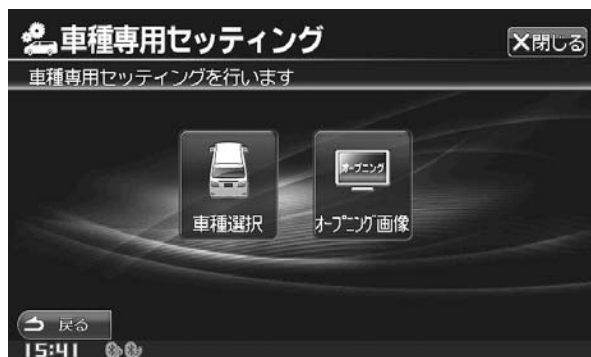 車種専用セッティング
×閉じる
車種専用セッティングを行います
オープニング
車種選択
オープニング画像
戻る
15:41